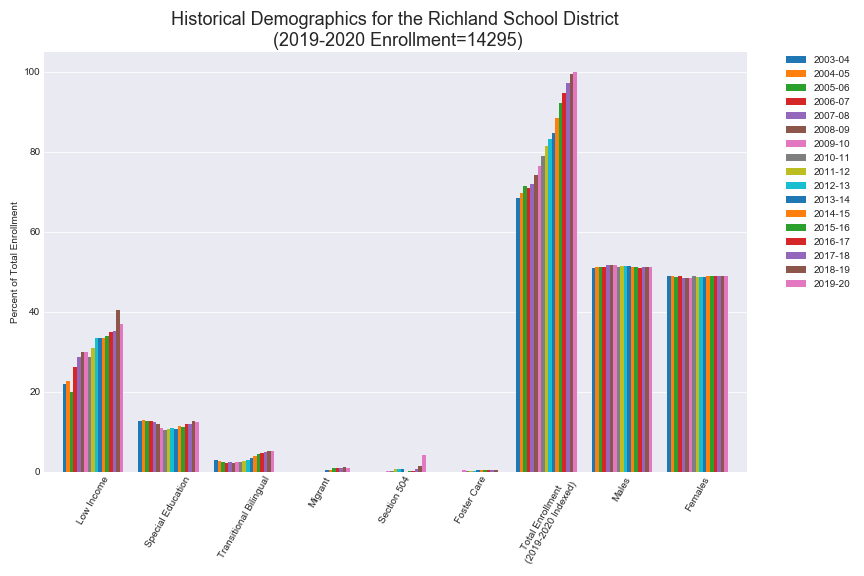 Historical Demographics for the Richland School District
(2019-2020 Enrollment=14295)
Percent of Total Enrollment
100
80
60
40
20
0
Low Income
Special Education
Transitional Bilingual
Migrant
Section 504
Foster Care
Total Enrollment
(2019-2020 Indexed)
Males
Females
2003-04
2004-05
2005-06
2006-07
2007-08
2008-09
2009-10
2010-11
2011-12
2012-13
2013-14
2014-15
2015-16
2016-17
2017-18
2018-19
2019-20